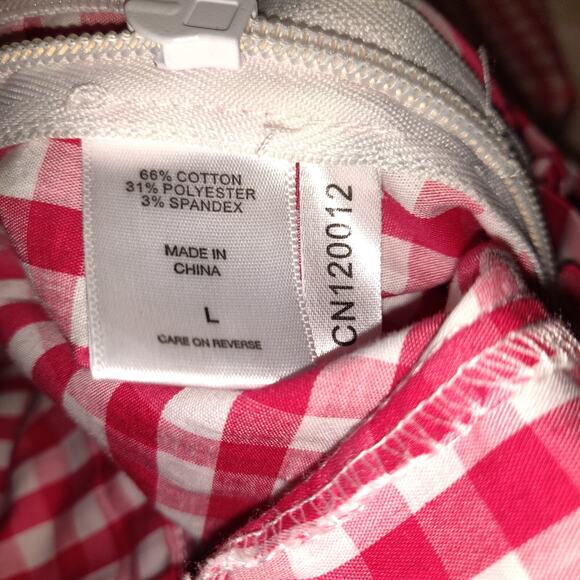 66% COTTON
31% POLYESTER
3% SPANDEX
MADE IN
CHINA
L
CARE ON REVERSE
CN120012